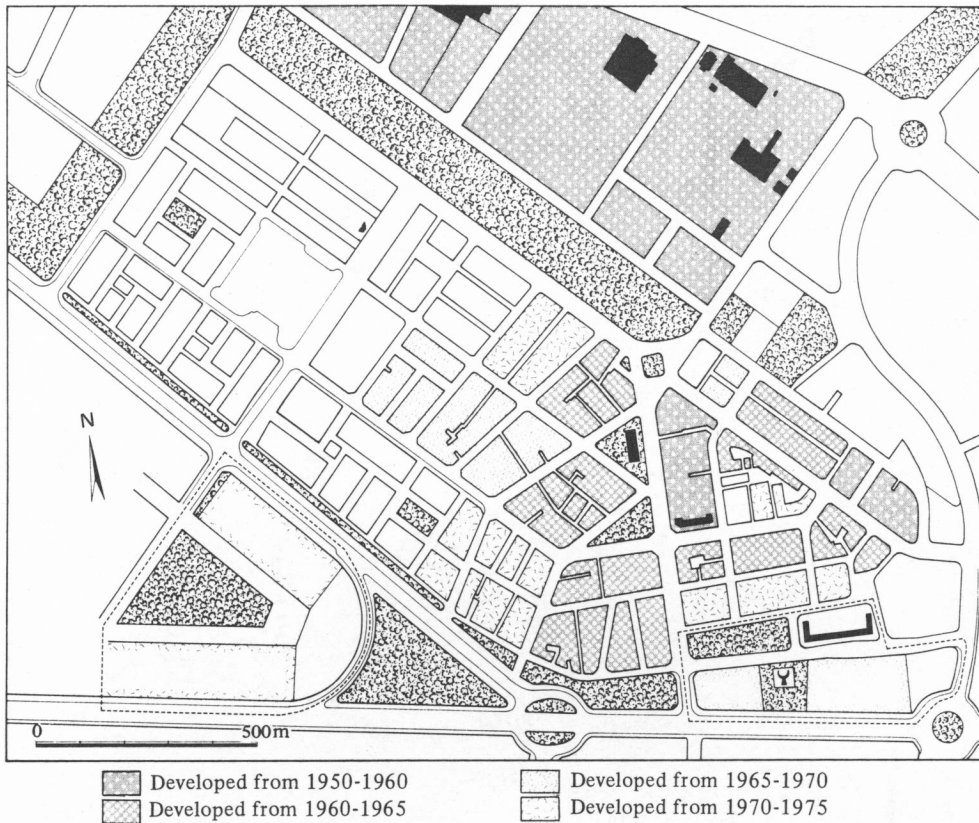 N
0 500m
Developed from 1950-1960
Developed from 1965-1970
Developed from 1960-1965
Developed from 1970-1975